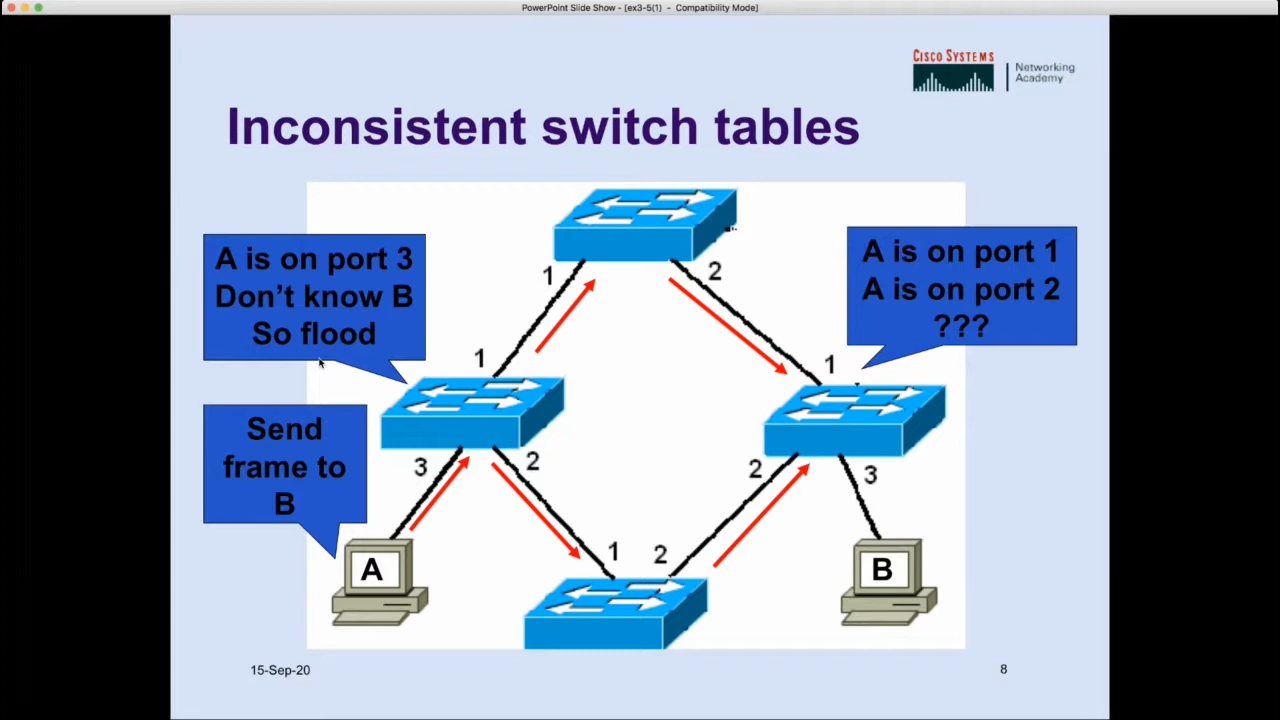 PowerPoint Slide Show - [ex3-5(1) - Compatibility Mode]
CISCO SYSTEMS
Networking
Academy
Inconsistent switch tables
A is on port 3
Don't know B
So flood
A is on port 1
A is on port 2
???
Send
frame to
B
1
2
1
1
3
2
2
3
1
2
A
B
15-Sep-20
8